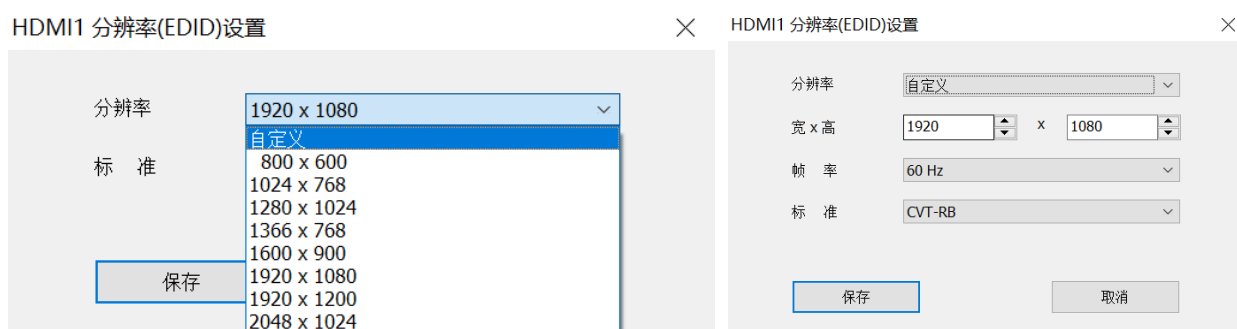 HDMI1 分辨率(EDID)设置
分辨率
1920 x 1080
自定义
800 x 600
标 准
1024 x 768
1280 x 1024
1366 x 768
1600 x 900
1920 x 1080
保存
1920 x 1200
2048 x 1024
HDMI1 分辨率(EDID)设置
分辨率 自定义
宽 x 高 1920 x 1080
帧 率 60 Hz
标 准 CVT-RB
保存 取消